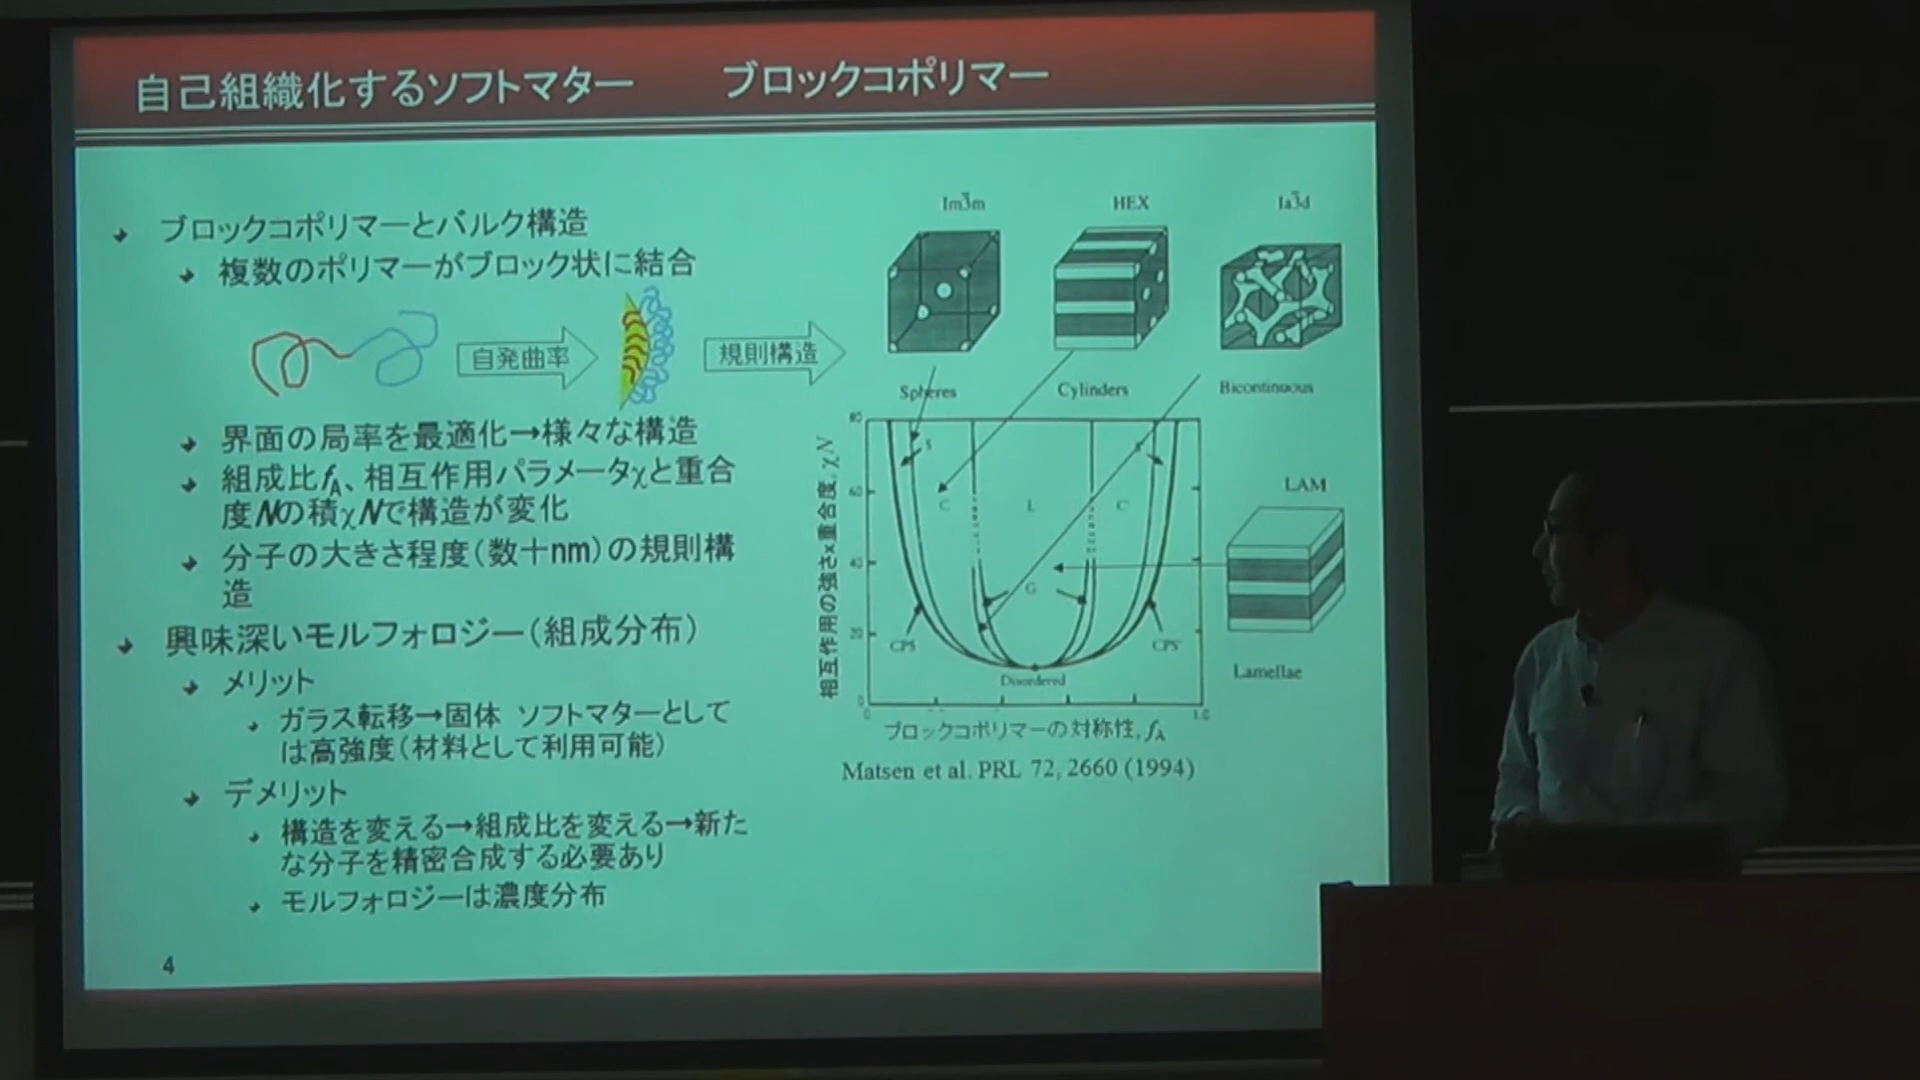 自己組織化するソフトマター　ブロックコポリマー
ブロックコポリマーとバルク構造
複数のポリマーがブロック状に結合
自発曲率
規則構造
界面の局率を最適化→様々な構造
組成比fA、相互作用パラメータχと重合
度Nの積χNで構造が変化
分子の大きさ程度(数十nm)の規則構
造
興味深いモルフォロジー(組成分布)
メリット
ガラス転移→固体 ソフトマターとして
は高強度(材料として利用可能)
デメリット
構造を変える→組成比を変える→新た
な分子を精密合成する必要あり
モルフォロジーは濃度分布
4
Im3̄m
HEX
Ia3̄d
Spheres
Cylinders
Bicontinuous
相互作用の強さ×重合度, χN
80
60
40
20
0
S
C
L
C
G
CPS
CPS
Disordered
0
1.0
ブロックコポリマーの対称性, fA
LAM
Lamellae
Matsen et al. PRL 72, 2660 (1994)